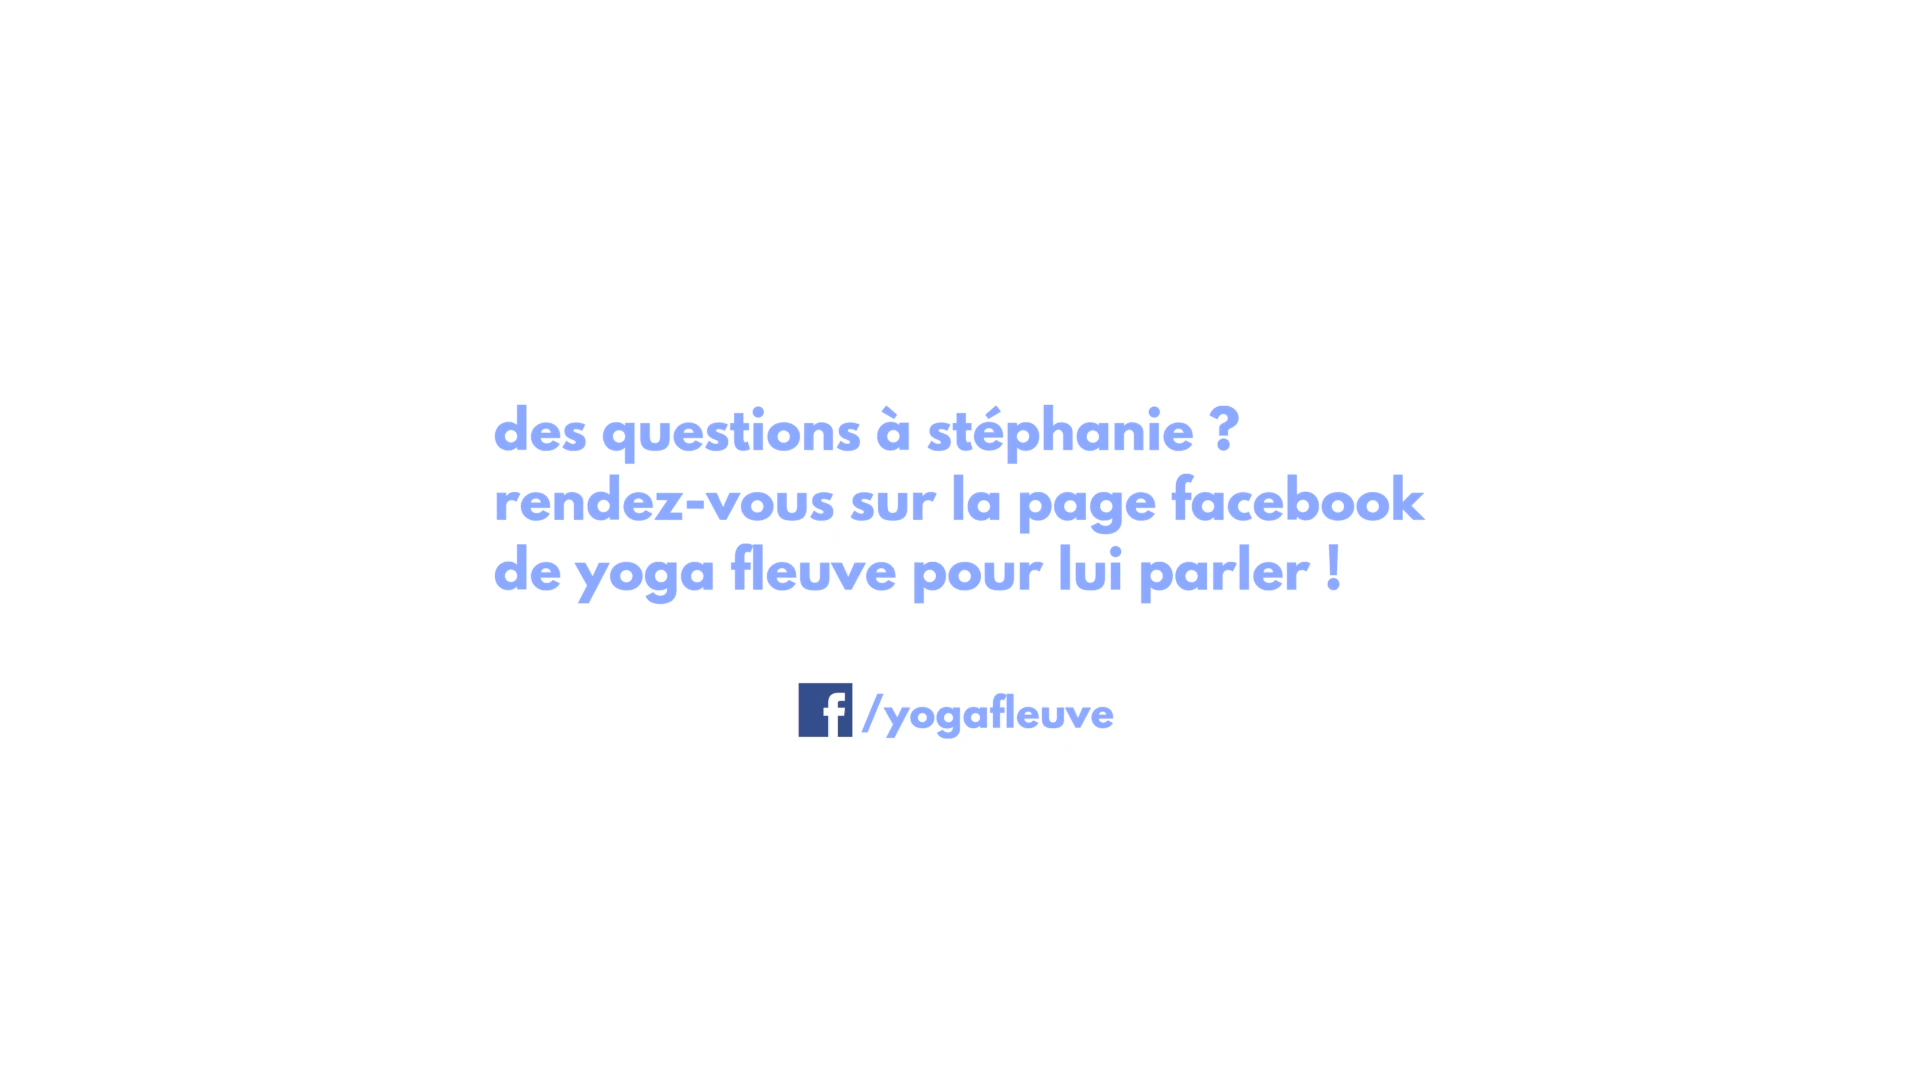 des questions à stéphanie ?
rendez-vous sur la page facebook
de yoga fleuve pour lui parler !
f /yogafleuve